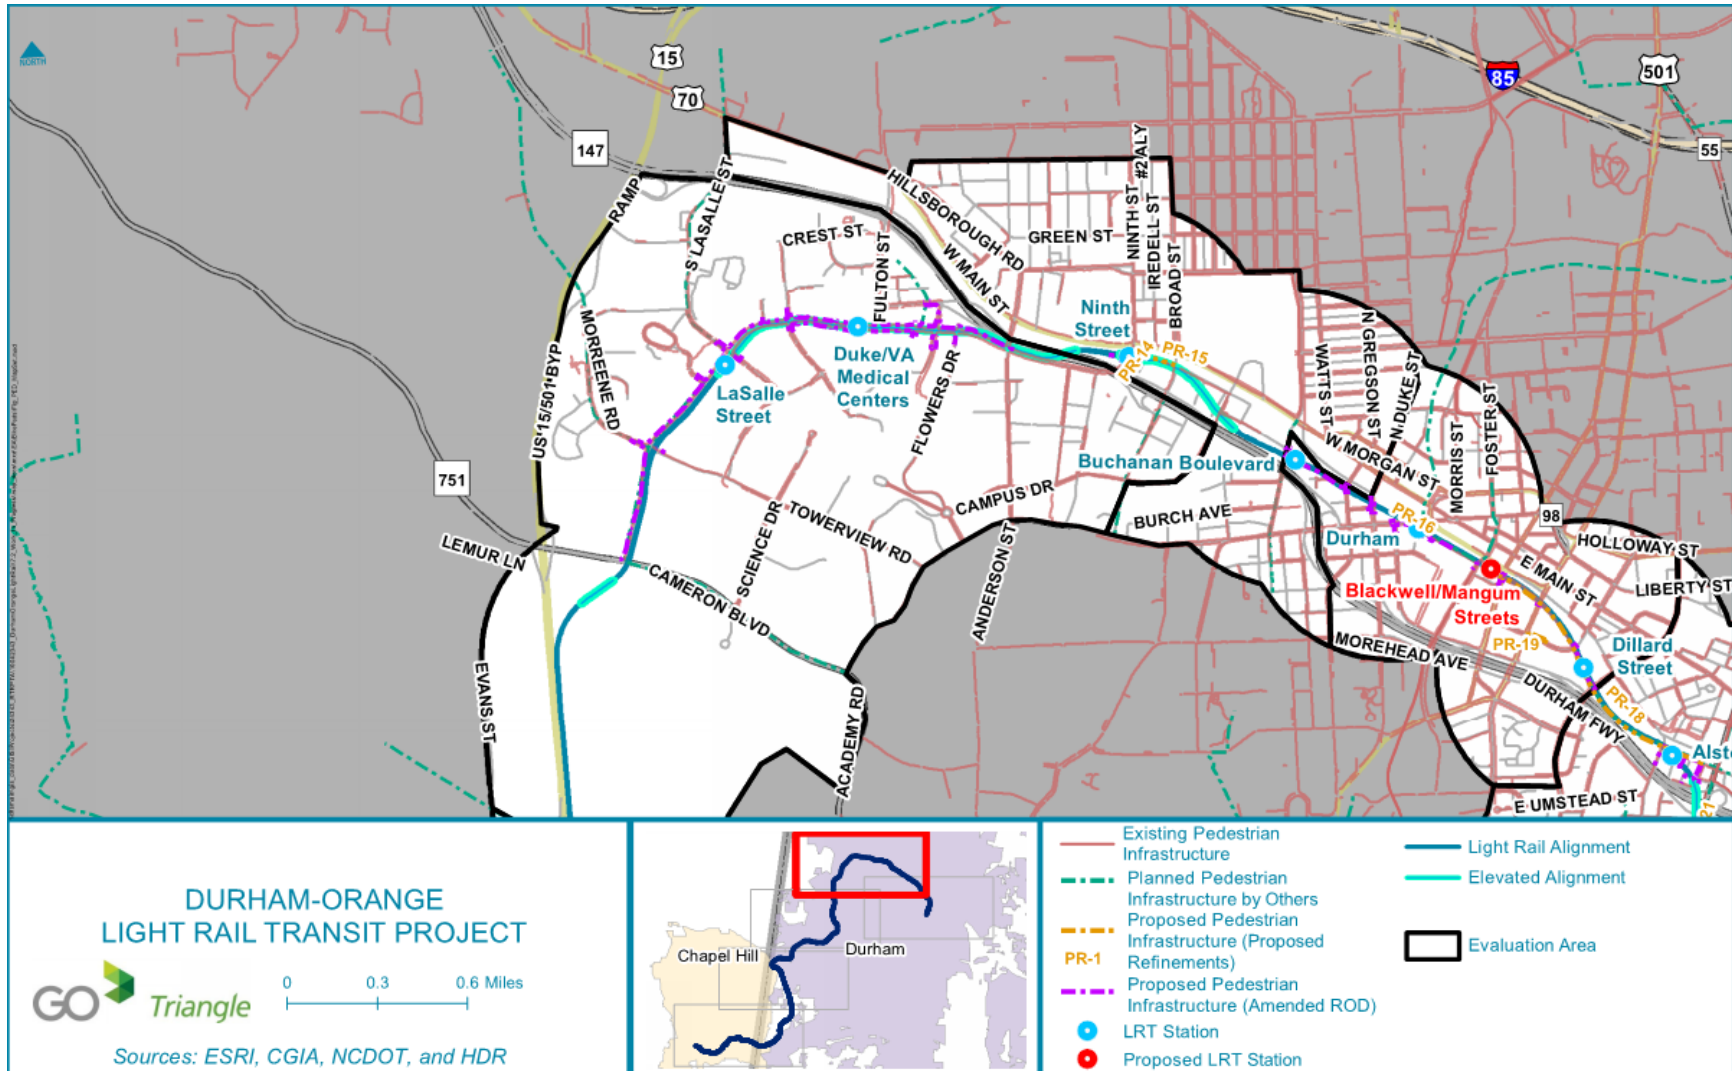 NORTH
15
70
147
85
501
55
#2 ALY
NINTH ST
IREDELL ST
BROAD ST
HILLSBOROUGH RD
GREEN ST
W MAIN ST
S LASALLE ST
RAMP
CREST ST
FULTON ST
Ninth
Street
PR-14
PR-15
MORREENE RD
US 15/501 BYP
Duke/VA
Medical
Centers
LaSalle
Street
FLOWERS DR
WATTS ST
N GREGSON ST
N DUKE ST
W MORGAN ST
MORRIS ST
FOSTER ST
Buchanan Boulevard
751
CAMPUS DR
BURCH AVE
TOWERVIEW RD
SCIENCE DR
ANDERSON ST
LEMUR LN
CAMERON BLVD
PR-16
Durham
98
HOLLOWAY ST
E MAIN ST
LIBERTY ST
Blackwell/Mangum
Streets
PR-19
MOREHEAD AVE
Dillard
Street
DURHAM FWY
PR-18
EVANS ST
ACADEMY RD
Alst
E UMSTEAD ST
DURHAM-ORANGE
LIGHT RAIL TRANSIT PROJECT
GO Triangle
0 0.3 0.6 Miles
Sources: ESRI, CGIA, NCDOT, and HDR
Chapel Hill
Durham
Existing Pedestrian
Infrastructure
Planned Pedestrian
Infrastructure by Others
Proposed Pedestrian
Infrastructure (Proposed
Refinements)
PR-1
Proposed Pedestrian
Infrastructure (Amended ROD)
LRT Station
Proposed LRT Station
Light Rail Alignment
Elevated Alignment
Evaluation Area